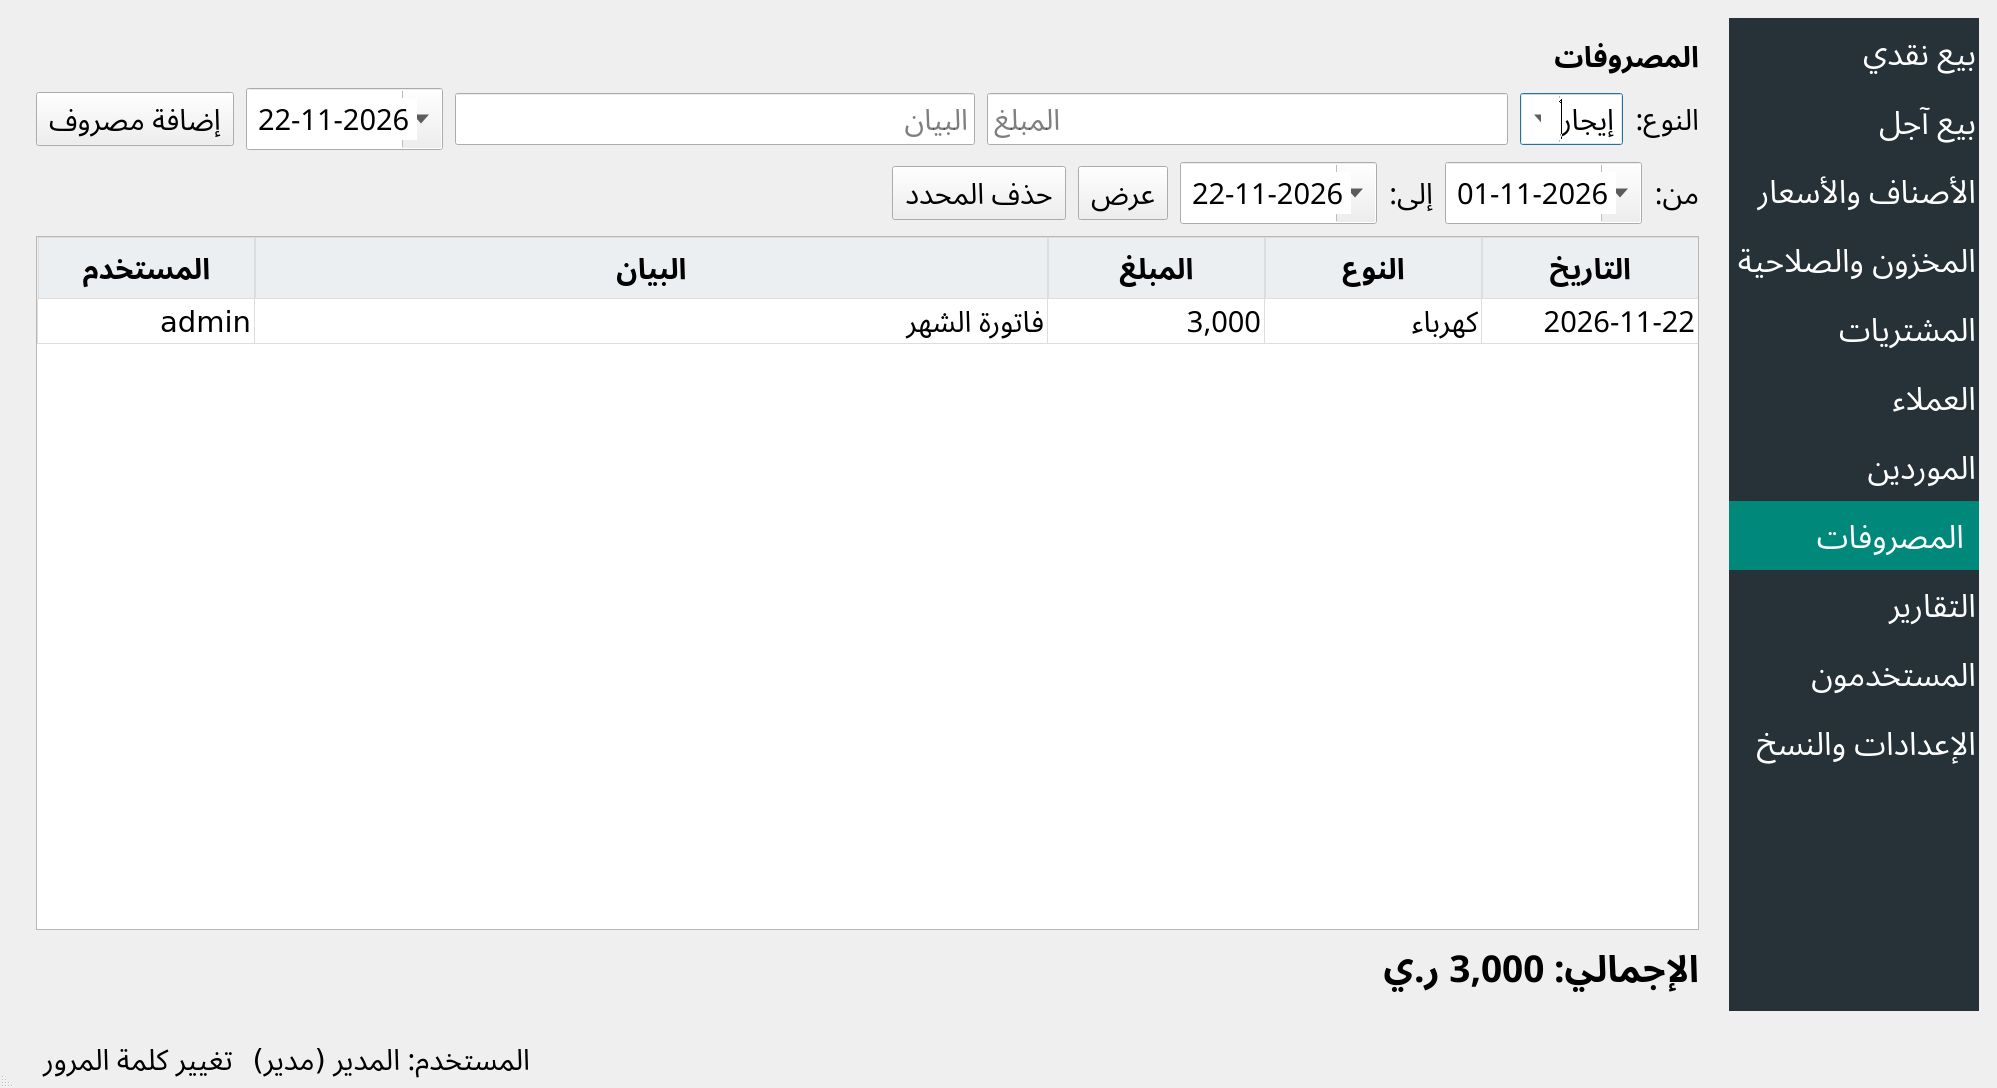 بيع نقدي
بيع آجل
الأصناف والأسعار
المخزون والصلاحية
المشتريات
العملاء
الموردين
المصروفات
التقارير
المستخدمون
الإعدادات والنسخ
المصروفات
النوع: إيجار المبلغ البيان 22-11-2026 إضافة مصروف
من: 01-11-2026 إلى: 22-11-2026 عرض حذف المحدد
التاريخ النوع المبلغ البيان المستخدم
2026-11-22 كهرباء 3,000 فاتورة الشهر admin
الإجمالي: 3,000 ر.ي
المستخدم: المدير (مدير) تغيير كلمة المرور